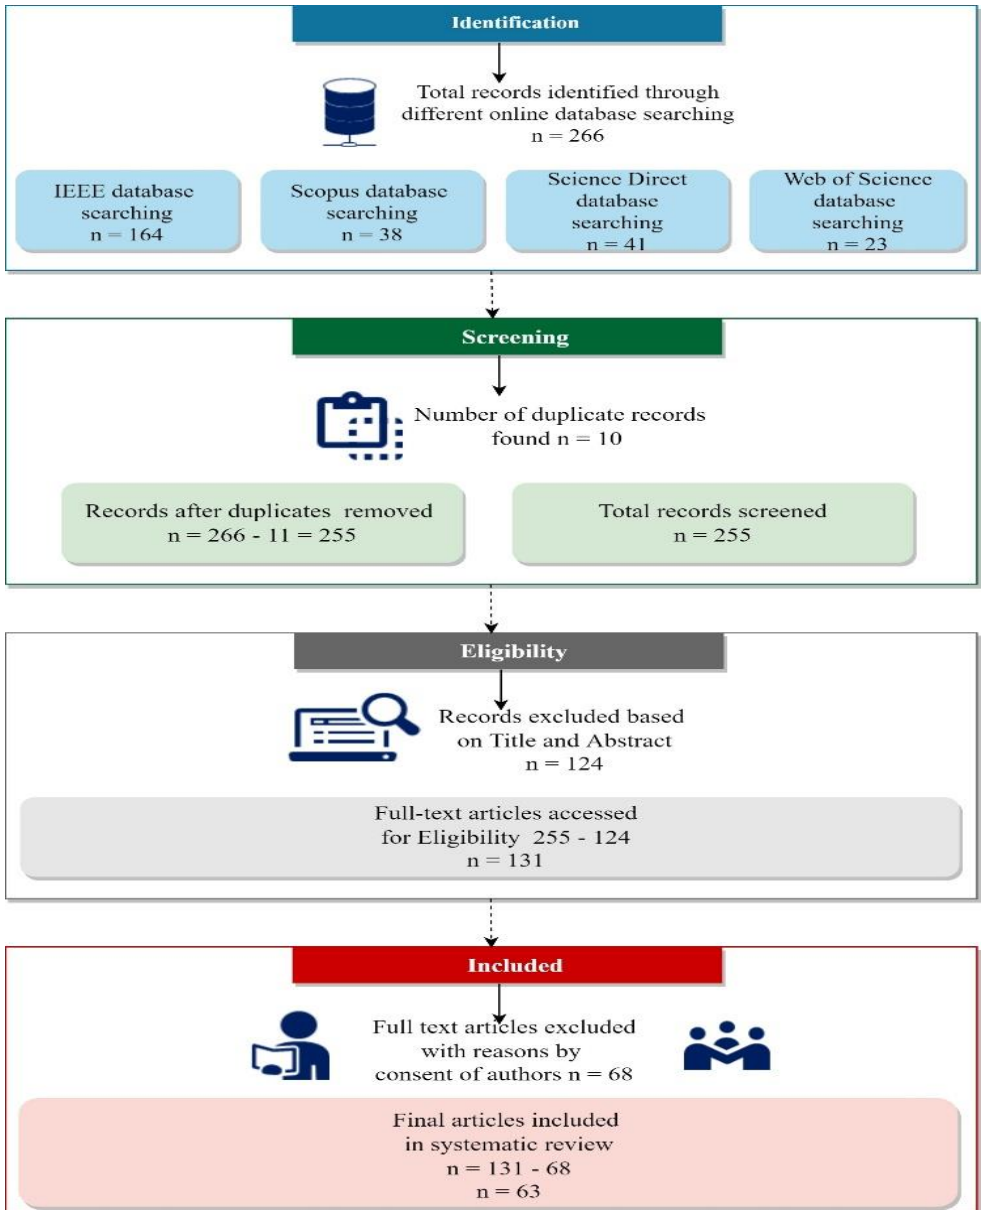 Identification
Total records identified through
different online database searching
n = 266
IEEE database
searching
n = 164
Scopus database
searching
n = 38
Science Direct
database
searching
n = 41
Web of Science
database
searching
n = 23
Screening
Number of duplicate records
found n = 10
Records after duplicates removed
n = 266 - 11 = 255
Total records screened
n = 255
Eligibility
Records excluded based
on Title and Abstract
n = 124
Full-text articles accessed
for Eligibility 255 - 124
n = 131
Included
Full text articles excluded
with reasons by
consent of authors n = 68
Final articles included
in systematic review
n = 131 - 68
n = 63